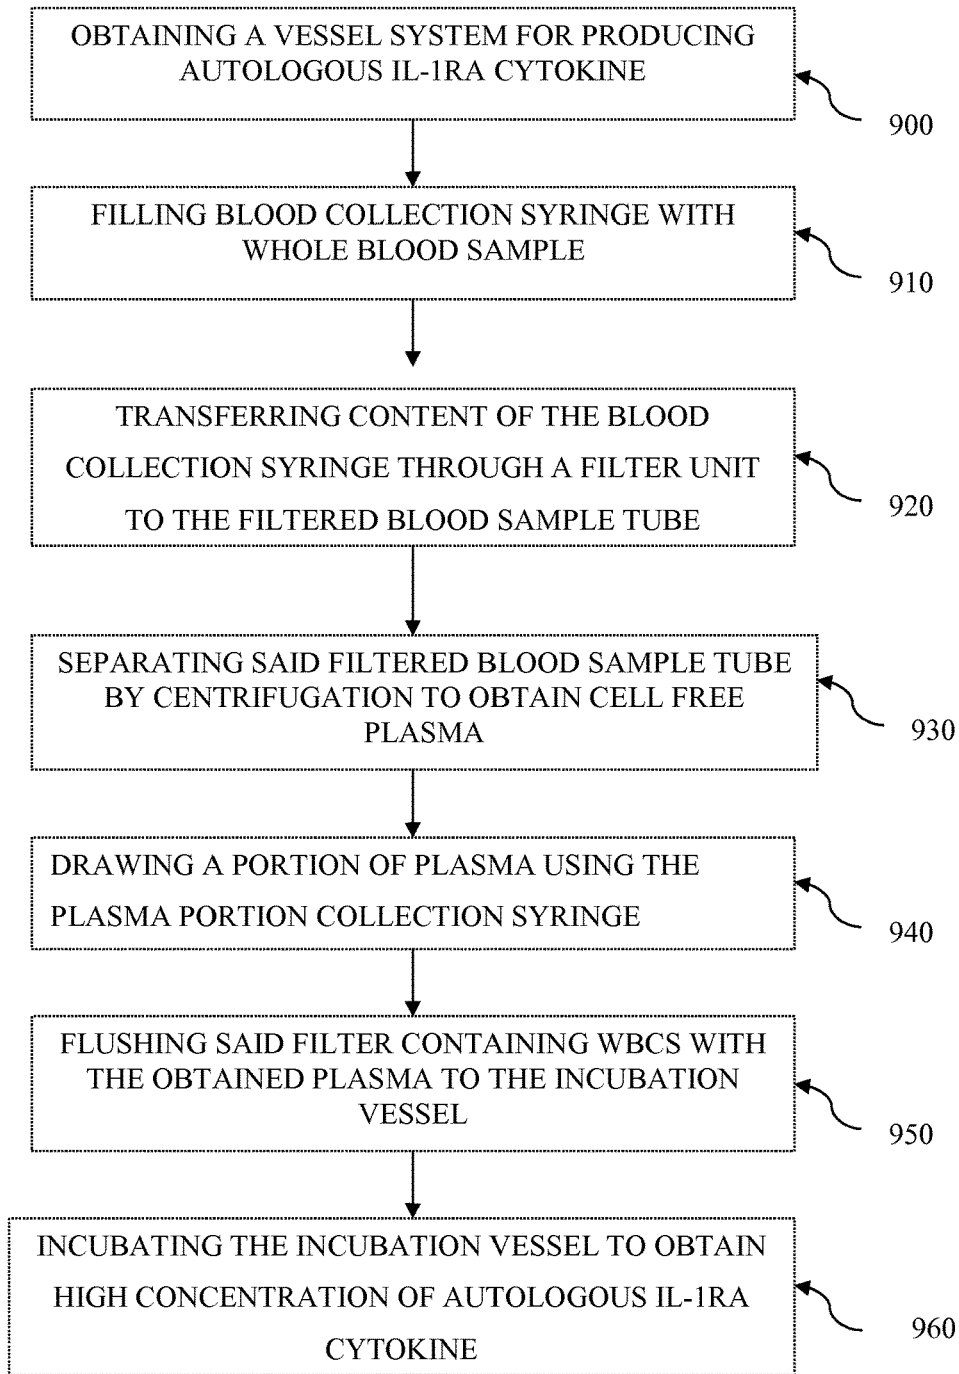 OBTAINING A VESSEL SYSTEM FOR PRODUCING
AUTOLOGOUS IL-1RA CYTOKINE
900
FILLING BLOOD COLLECTION SYRINGE WITH
WHOLE BLOOD SAMPLE
910
TRANSFERRING CONTENT OF THE BLOOD
COLLECTION SYRINGE THROUGH A FILTER UNIT
TO THE FILTERED BLOOD SAMPLE TUBE
920
SEPARATING SAID FILTERED BLOOD SAMPLE TUBE
BY CENTRIFUGATION TO OBTAIN CELL FREE
PLASMA
930
DRAWING A PORTION OF PLASMA USING THE
PLASMA PORTION COLLECTION SYRINGE
940
FLUSHING SAID FILTER CONTAINING WBCS WITH
THE OBTAINED PLASMA TO THE INCUBATION
VESSEL
950
INCUBATING THE INCUBATION VESSEL TO OBTAIN
HIGH CONCENTRATION OF AUTOLOGOUS IL-1RA
CYTOKINE
960